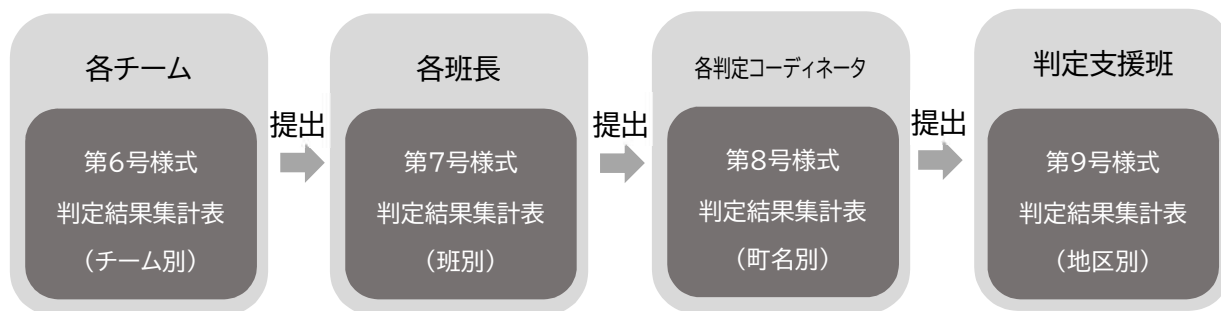 各チーム
第6号様式
判定結果集計表
（チーム別）
提出
各班長
第7号様式
判定結果集計表
（班別）
提出
各判定コーディネータ
第8号様式
判定結果集計表
（町名別）
提出
判定支援班
第9号様式
判定結果集計表
（地区別）